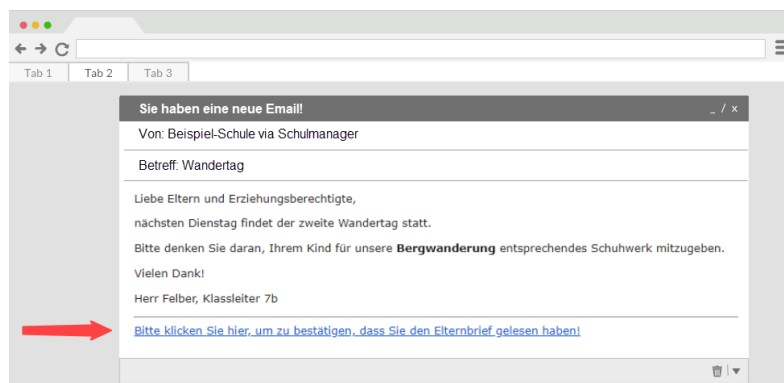 Tab 1 Tab 2 Tab 3
Sie haben eine neue Email! _ / x
Von: Beispiel-Schule via Schulmanager
Betreff: Wandertag
Liebe Eltern und Erziehungsberechtigte,
nächsten Dienstag findet der zweite Wandertag statt.
Bitte denken Sie daran, Ihrem Kind für unsere Bergwanderung entsprechendes Schuhwerk mitzugeben.
Vielen Dank!
Herr Felber, Klassleiter 7b
Bitte klicken Sie hier, um zu bestätigen, dass Sie den Elternbrief gelesen haben!